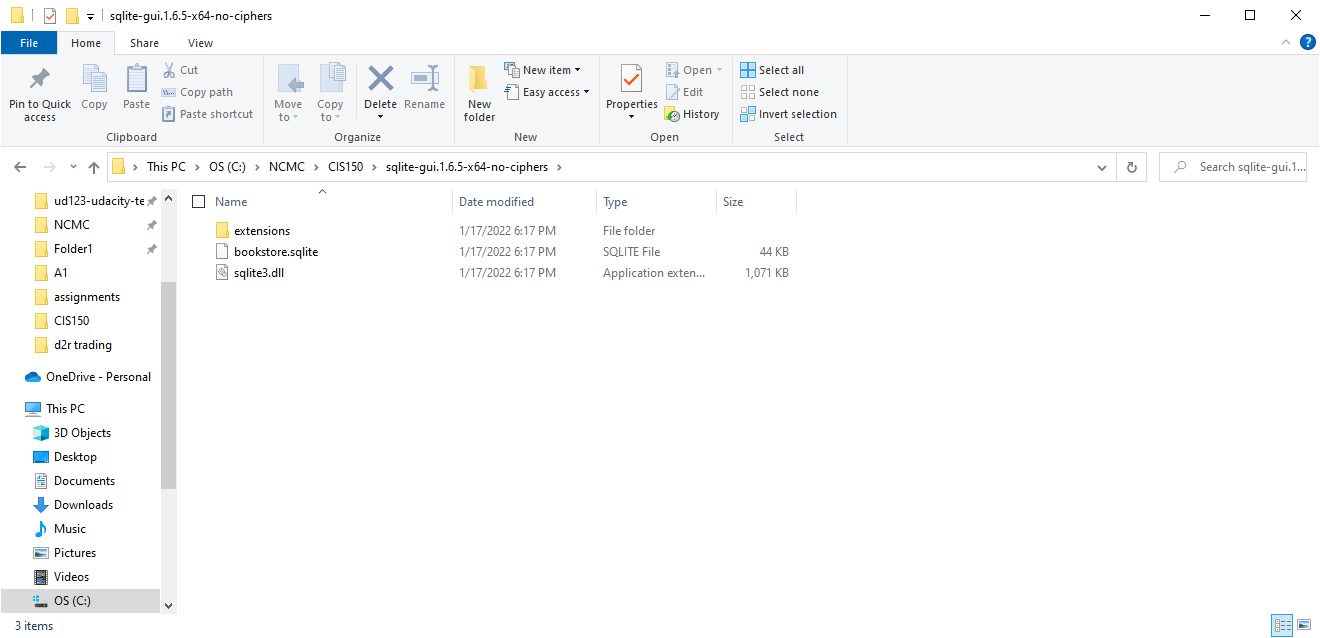 sqlite-gui.1.6.5-x64-no-ciphers
File Home Share View ?
Pin to Quick access
Copy
Paste
Cut
Copy path
Paste shortcut
Clipboard
Move to
Copy to
Delete
Rename
Organize
New folder
New item
Easy access
New
Properties
Open
Edit
History
Open
Select all
Select none
Invert selection
Select
This PC > OS (C:) > NCMC > CIS150 > sqlite-gui.1.6.5-x64-no-ciphers >
Search sqlite-gui.1...
ud123-udacity-te
NCMC
Folder1
A1
assignments
CIS150
d2r trading
OneDrive - Personal
This PC
3D Objects
Desktop
Documents
Downloads
Music
Pictures
Videos
OS (C:)
Name Date modified Type Size
extensions 1/17/2022 6:17 PM File folder
bookstore.sqlite 1/17/2022 6:17 PM SQLITE File 44 KB
sqlite3.dll 1/17/2022 6:17 PM Application exten... 1,071 KB
3 items